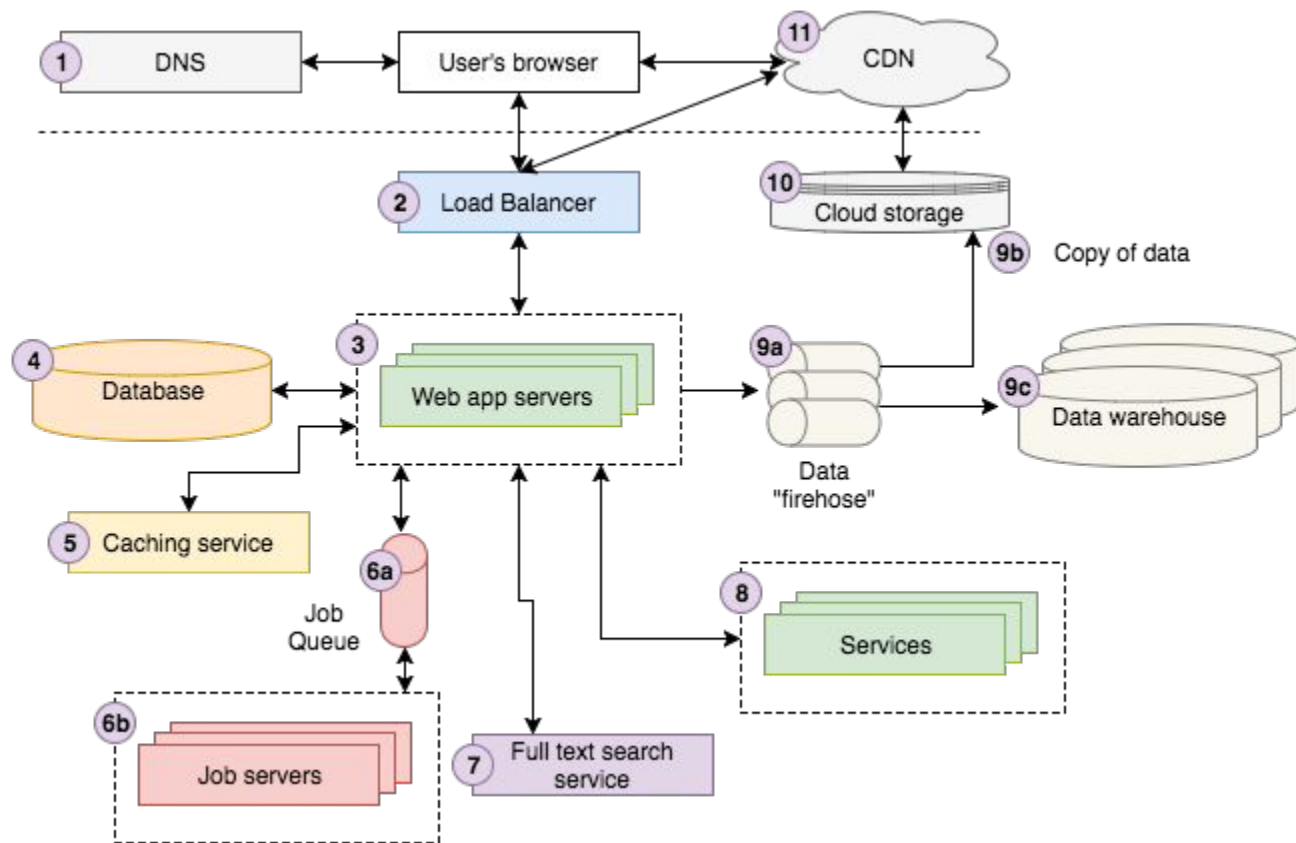 1
DNS
User's browser
11
CDN
2
Load Balancer
10
Cloud storage
9b
Copy of data
3
Web app servers
4
Database
9a
Data
"firehose"
9c
Data warehouse
5
Caching service
6a
Job
Queue
8
Services
6b
Job servers
7
Full text search
service